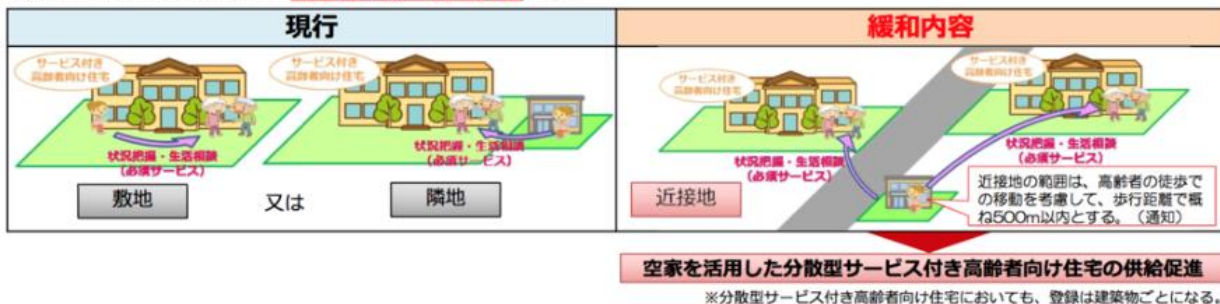 現行
緩和内容
サービス付き
高齢者向け住宅
状況把握・生活相談
(必須サービス)
敷地
又は
サービス付き
高齢者向け住宅
状況把握・生活相談
(必須サービス)
隣地
サービス付き
高齢者向け住宅
状況把握・生活相談
(必須サービス)
サービス付き
高齢者向け住宅
状況把握・生活相談
(必須サービス)
近接地
近接地の範囲は、高齢者の徒歩で
の移動を考慮して、歩行距離で概
ね500m以内とする。（通知）
空家を活用した分散型サービス付き高齢者向け住宅の供給促進
※分散型サービス付き高齢者向け住宅においても、登録は建築物ごとになる。